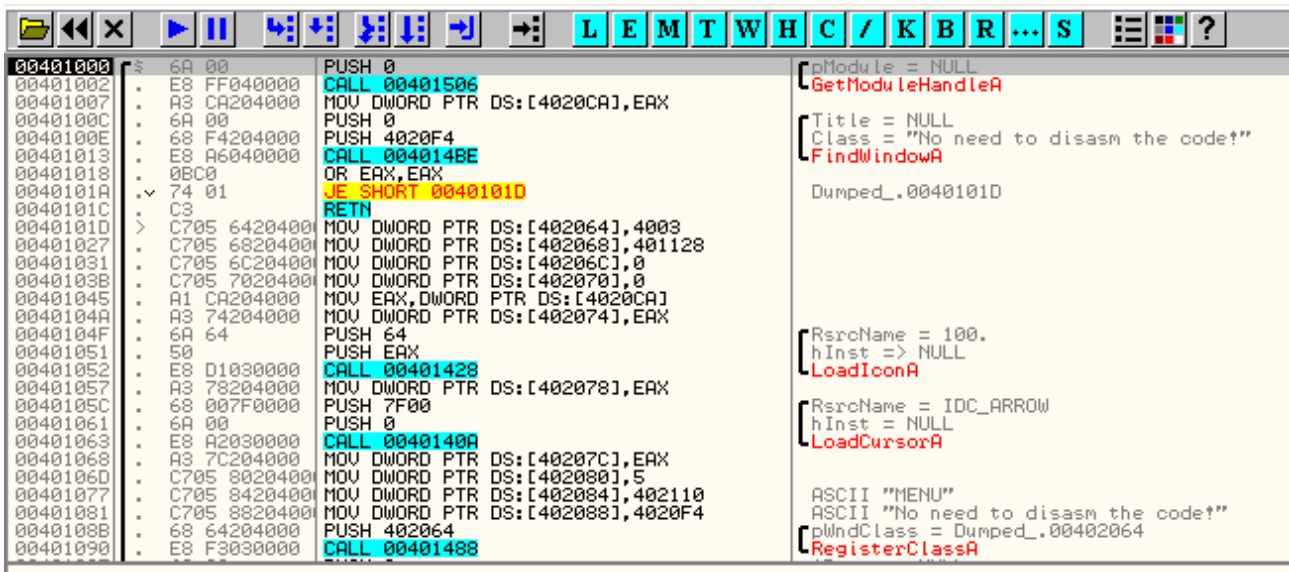 L E M T W H C / K B R ... S ?
00401000 $ 6A 00 PUSH 0 pModule = NULL
00401002 . E8 FF040000 CALL 00401506 GetModuleHandleA
00401007 . A3 CA204000 MOV DWORD PTR DS:[4020CA],EAX
0040100C . 6A 00 PUSH 0 Title = NULL
0040100E . 68 F4204000 PUSH 4020F4 Class = "No need to disasm the code!"
00401013 . E8 A6040000 CALL 004014BE FindWindowA
00401018 . 0BC0 OR EAX,EAX
0040101A .v 74 01 JE SHORT 0040101D Dumped_.0040101D
0040101C . C3 RETN
0040101D > C705 6420400 MOV DWORD PTR DS:[402064],4003
00401027 . C705 6820400 MOV DWORD PTR DS:[402068],401128
00401031 . C705 6C20400 MOV DWORD PTR DS:[40206C],0
0040103B . C705 7020400 MOV DWORD PTR DS:[402070],0
00401045 . A1 CA204000 MOV EAX,DWORD PTR DS:[4020CA]
0040104A . A3 74204000 MOV DWORD PTR DS:[402074],EAX
0040104F . 6A 64 PUSH 64 RsrcName = 100.
00401051 . 50 PUSH EAX hInst => NULL
00401052 . E8 D1030000 CALL 00401428 LoadIconA
00401057 . A3 78204000 MOV DWORD PTR DS:[402078],EAX
0040105C . 68 007F0000 PUSH 7F00 RsrcName = IDC_ARROW
00401061 . 6A 00 PUSH 0 hInst = NULL
00401063 . E8 A2030000 CALL 0040140A LoadCursorA
00401068 . A3 7C204000 MOV DWORD PTR DS:[40207C],EAX
0040106D . C705 8020400 MOV DWORD PTR DS:[402080],5
00401077 . C705 8420400 MOV DWORD PTR DS:[402084],402110 ASCII "MENU"
00401081 . C705 8820400 MOV DWORD PTR DS:[402088],4020F4 ASCII "No need to disasm the code!"
0040108B . 68 64204000 PUSH 402064 pWndClass = Dumped_.00402064
00401090 . E8 F3030000 CALL 00401488 RegisterClassA